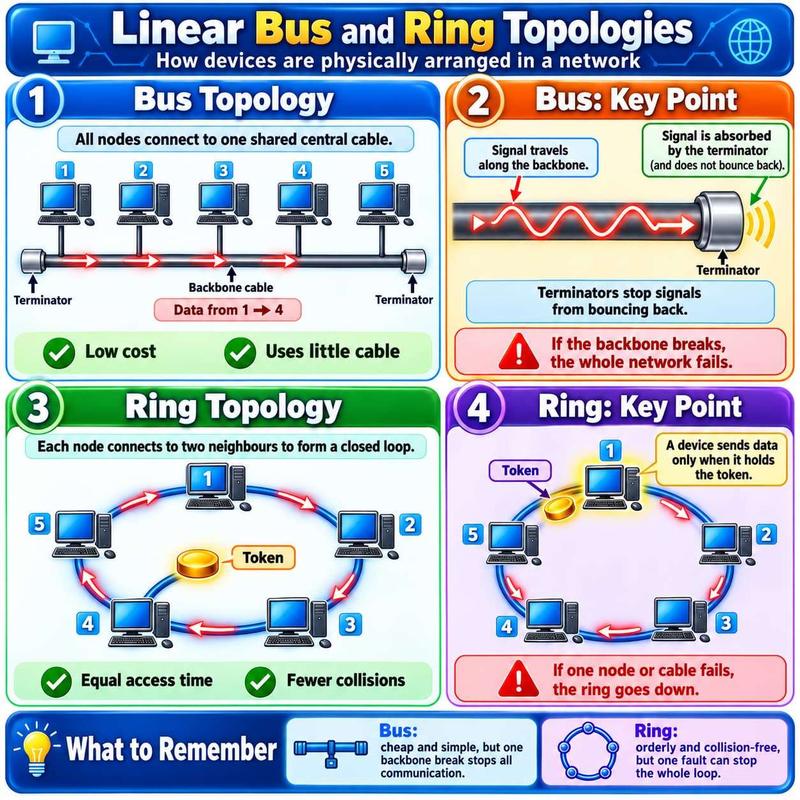 Linear Bus and Ring Topologies
How devices are physically arranged in a network
1
Bus Topology
All nodes connect to one shared central cable.
1
2
3
4
5
Terminator
Backbone cable
Terminator
Data from 1 → 4
Low cost
Uses little cable
2
Bus: Key Point
Signal travels
along the backbone.
Signal is absorbed
by the terminator
(and does not bounce back).
Terminator
Terminators stop signals
from bouncing back.
If the backbone breaks,
the whole network fails.
3
Ring Topology
Each node connects to two neighbours to form a closed loop.
1
5
2
Token
4
3
Equal access time
Fewer collisions
4
Ring: Key Point
1
A device sends data
only when it holds
the token.
Token
5
2
4
3
If one node or cable fails,
the ring goes down.
What to Remember
Bus:
cheap and simple, but one
backbone break stops all
communication.
Ring:
orderly and collision-free,
but one fault can stop
the whole loop.